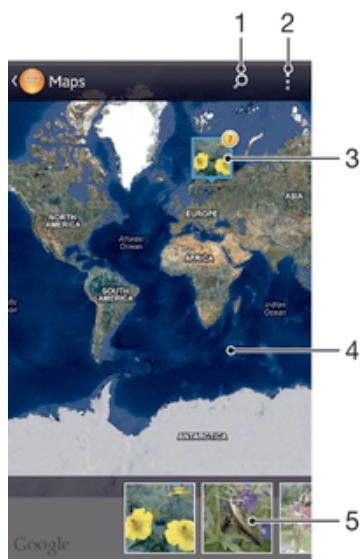 1 2
Maps
7
3
ASIA
NORTH AMERICA
EUROPE
Atlantic Ocean
AFRICA
SOUTH AMERICA
Indian Ocean
4
ANTARCTICA
5
Google